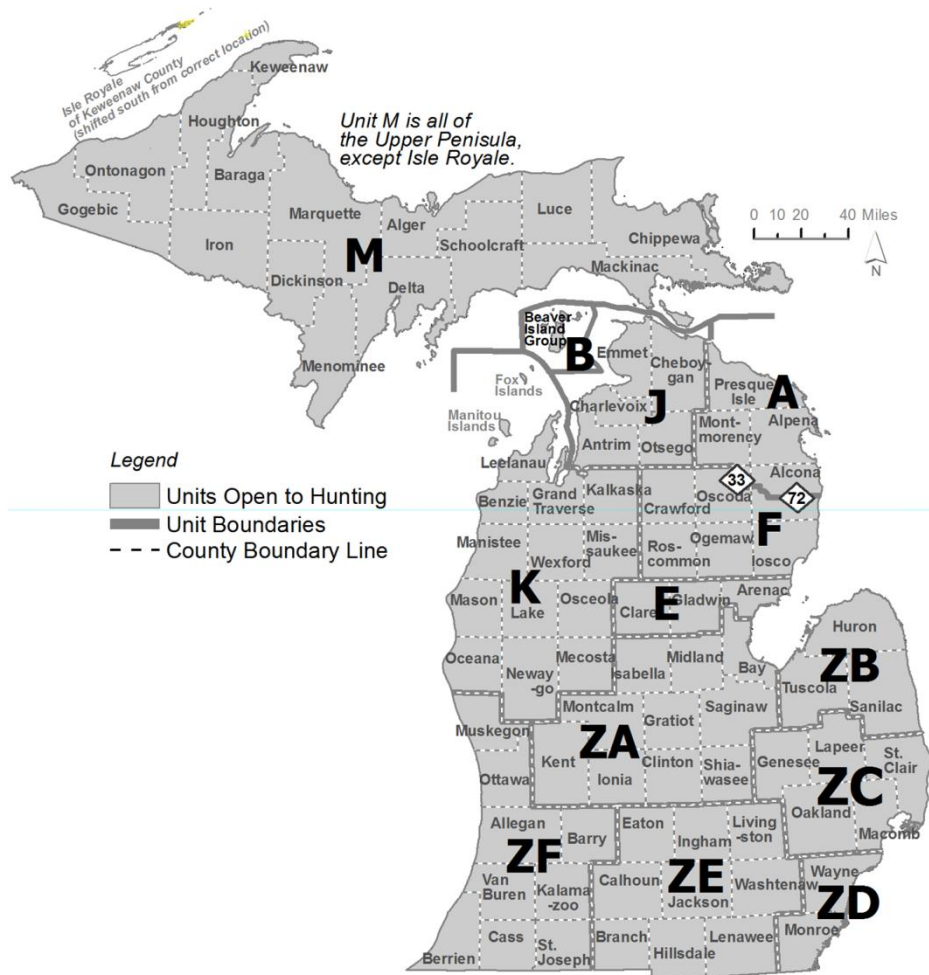 Isle Royale
of Keweenaw County
(shifted south from correct location)
Keweenaw
Houghton
Unit M is all of
the Upper Penisula,
except Isle Royale.
Ontonagon
Baraga
Gogebic
Marquette
Alger
Luce
0 10 20 40 Miles
Iron
M
Schoolcraft
Chippewa
N
Dickinson
Delta
Mackinac
Menominee
Beaver
Island
Group
B
Emmet
Cheboy-
gan
Fox
Islands
Presque
Isle
A
Manitou
Islands
Charlevoix
J
Mont-
morency
Alpena
Antrim
Otsego
Legend
Units Open to Hunting
Unit Boundaries
County Boundary Line
Leelanau
Alcona
33
72
Benzie
Grand
Traverse
Kalkaska
Crawford
Oscoda
F
Manistee
Wexford
Mis-
saukee
Ros-
common
Ogemaw
Iosco
K
Mason
Lake
Osceola
Clare
E
Gladwin
Arenac
Huron
Oceana
Neway
-go
Mecosta
Isabella
Midland
Bay
ZB
Tuscola
Sanilac
Muskegon
Montcalm
Gratiot
Saginaw
ZA
Kent
Ionia
Clinton
Shia-
wasee
Genesee
Lapeer
St.
Clair
ZC
Ottawa
Oakland
Macomb
Allegan
Barry
Eaton
Ingham
Living
-ston
ZF
Van
Buren
Kalama
-zoo
Calhoun
ZE
Jackson
Washtenaw
Wayne
ZD
Monroe
Berrien
Cass
St.
Joseph
Branch
Hillsdale
Lenawee